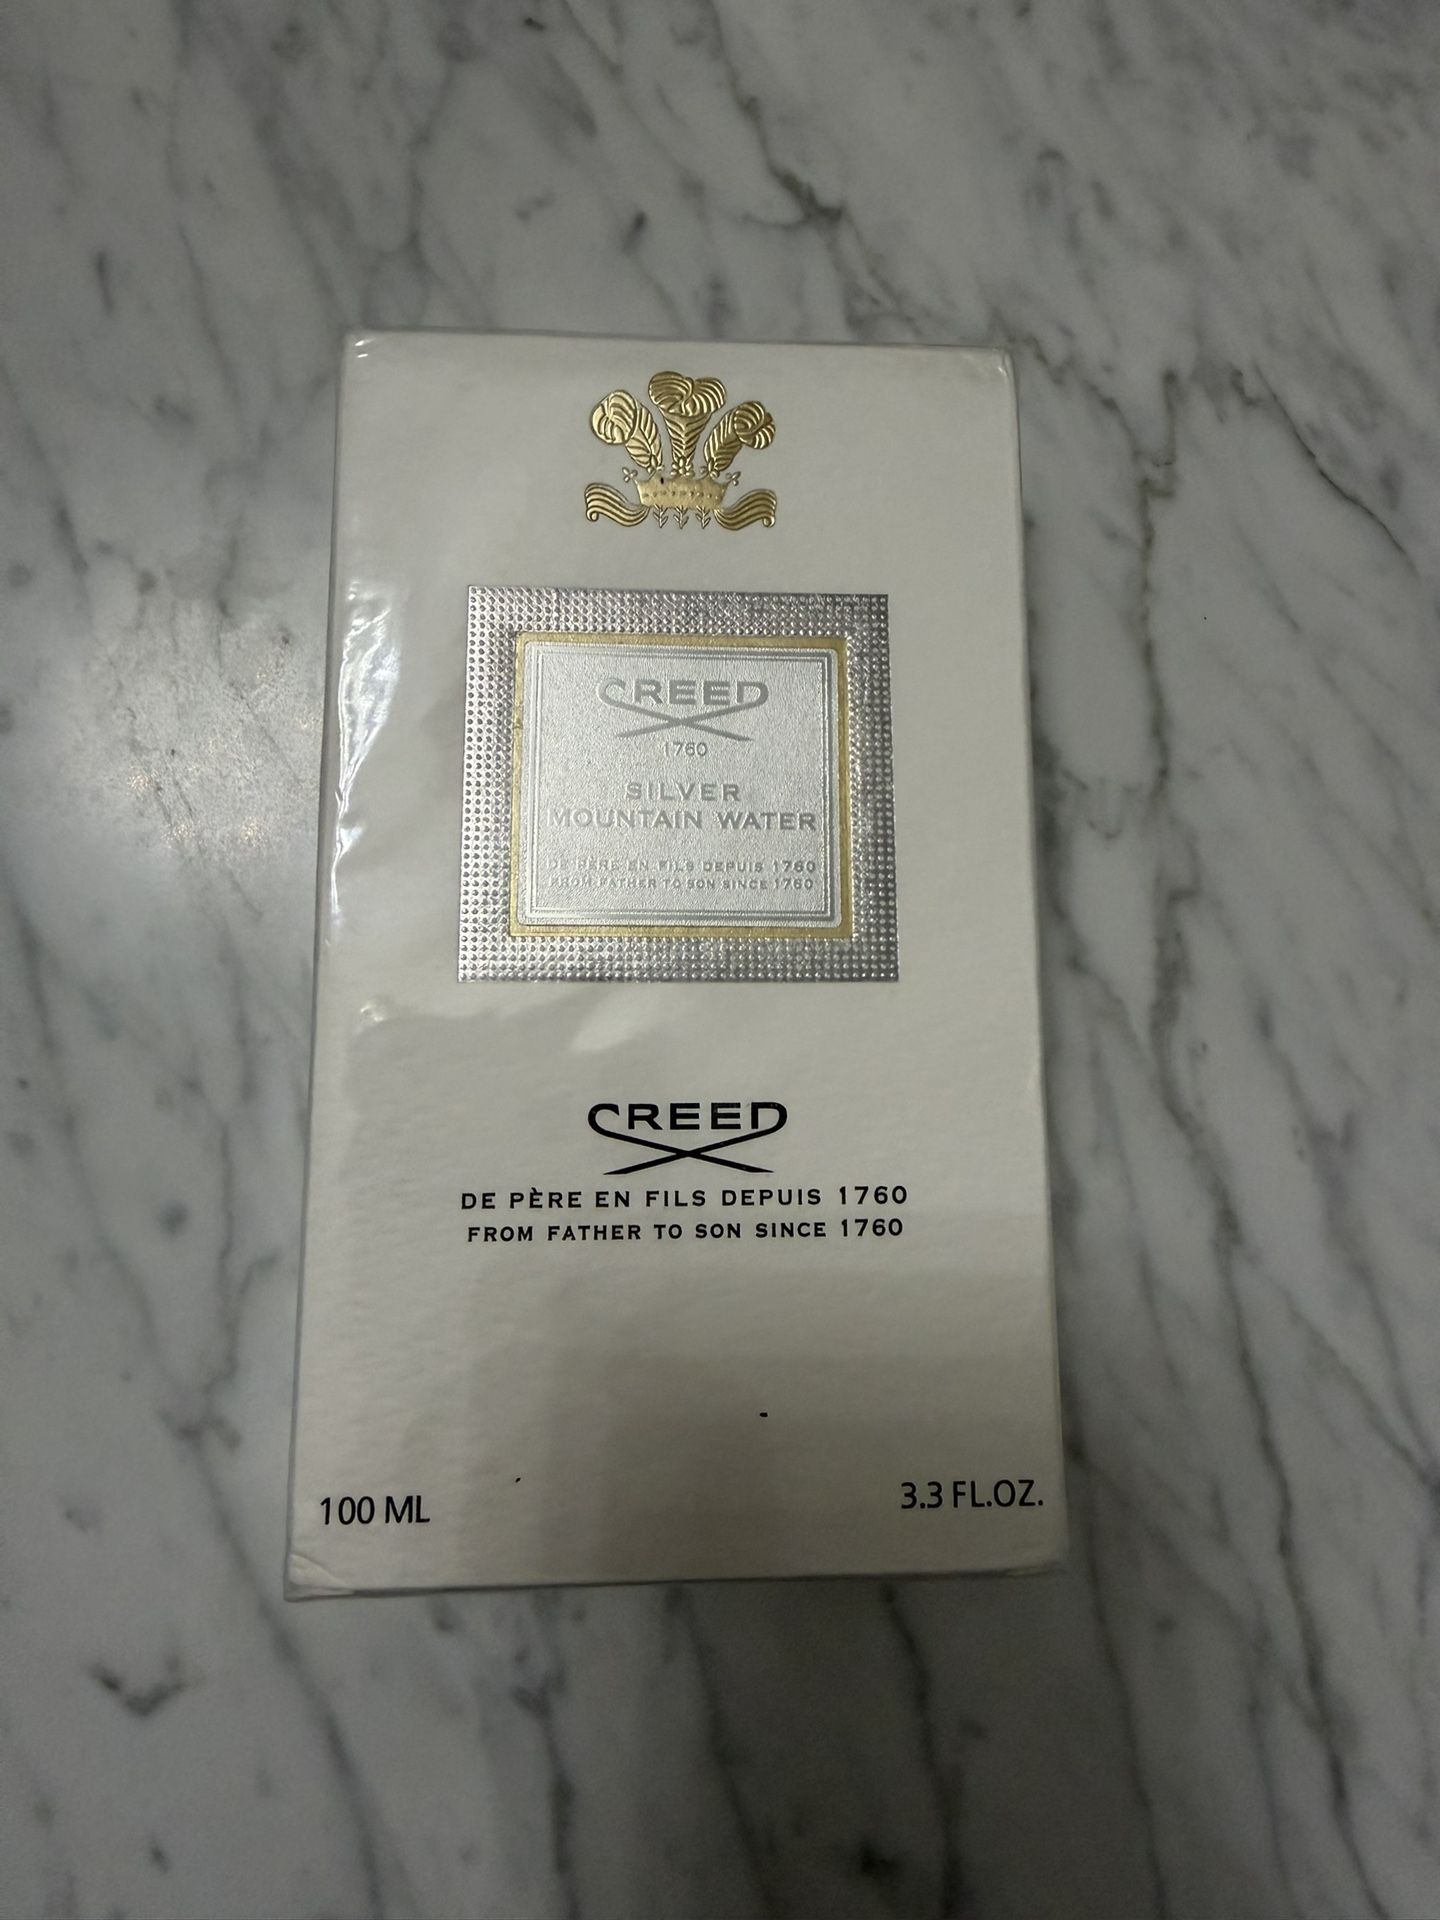 CREED
1760
SILVER
MOUNTAIN WATER
DE PÈRE EN FILS DEPUIS 1760
FROM FATHER TO SON SINCE 1760
CREED
DE PÈRE EN FILS DEPUIS 1760
FROM FATHER TO SON SINCE 1760
100 ML
3.3 FL.OZ.